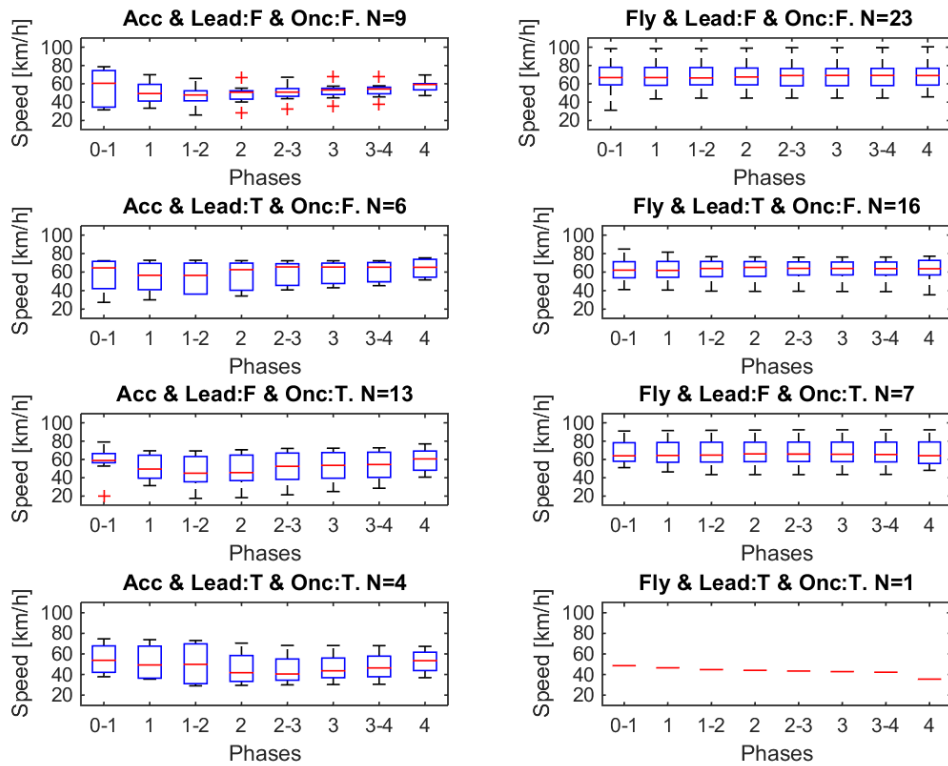 Acc & Lead:F & Onc:F. N=9
Speed [km/h]
100
80
60
40
20
0-1 1 1-2 2 2-3 3 3-4 4
Phases
Fly & Lead:F & Onc:F. N=23
Speed [km/h]
100
80
60
40
20
0-1 1 1-2 2 2-3 3 3-4 4
Phases
Acc & Lead:T & Onc:F. N=6
Speed [km/h]
100
80
60
40
20
0-1 1 1-2 2 2-3 3 3-4 4
Phases
Fly & Lead:T & Onc:F. N=16
Speed [km/h]
100
80
60
40
20
0-1 1 1-2 2 2-3 3 3-4 4
Phases
Acc & Lead:F & Onc:T. N=13
Speed [km/h]
100
80
60
40
20
0-1 1 1-2 2 2-3 3 3-4 4
Phases
Fly & Lead:F & Onc:T. N=7
Speed [km/h]
100
80
60
40
20
0-1 1 1-2 2 2-3 3 3-4 4
Phases
Acc & Lead:T & Onc:T. N=4
Speed [km/h]
100
80
60
40
20
0-1 1 1-2 2 2-3 3 3-4 4
Phases
Fly & Lead:T & Onc:T. N=1
Speed [km/h]
100
80
60
40
20
0-1 1 1-2 2 2-3 3 3-4 4
Phases